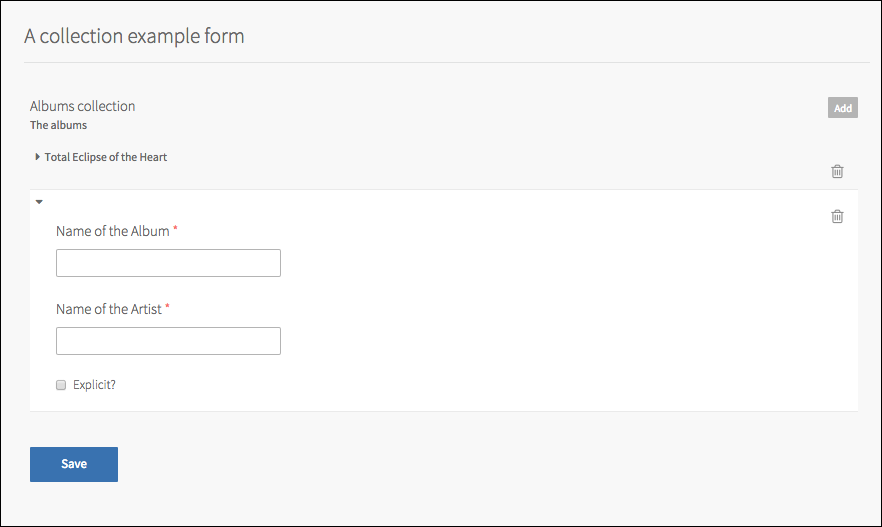 A collection example form
Albums collection
Add
The albums
Total Eclipse of the Heart
Name of the Album *
Name of the Artist *
Explicit?
Save